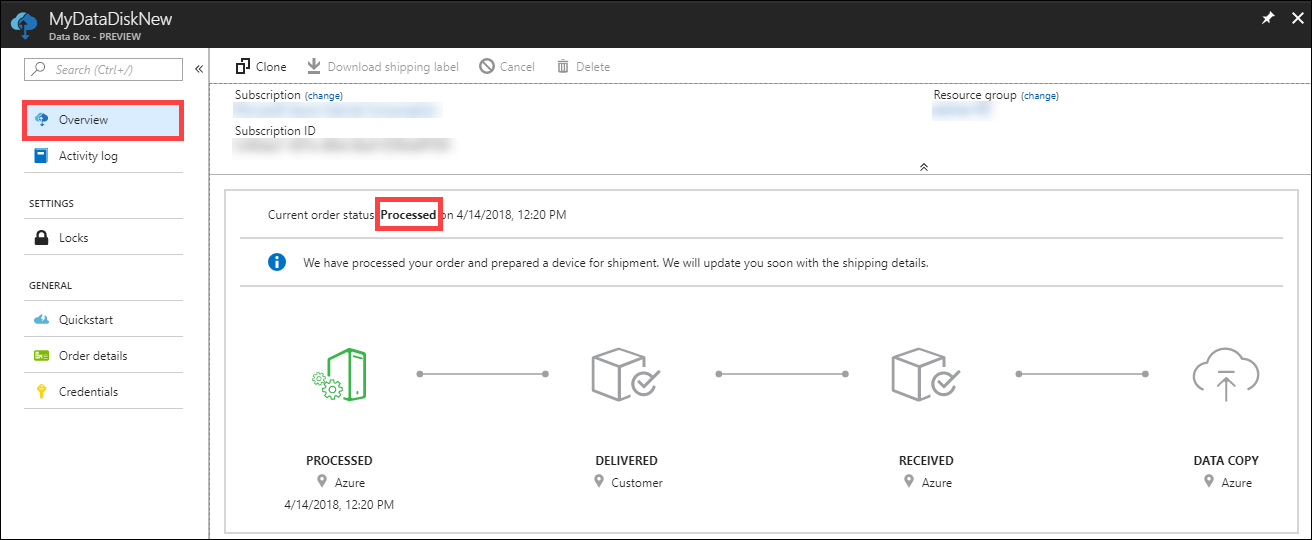 MyDataDiskNew
Data Box - PREVIEW
Search (Ctrl+/)
«
Clone
Download shipping label
Cancel
Delete
Overview
Activity log
SETTINGS
Locks
GENERAL
Quickstart
Order details
Credentials
Subscription (change)
Resource group (change)
Subscription ID
Current order status Processed on 4/14/2018, 12:20 PM
We have processed your order and prepared a device for shipment. We will update you soon with the shipping details.
PROCESSED
Azure
4/14/2018, 12:20 PM
DELIVERED
Customer
RECEIVED
Azure
DATA COPY
Azure